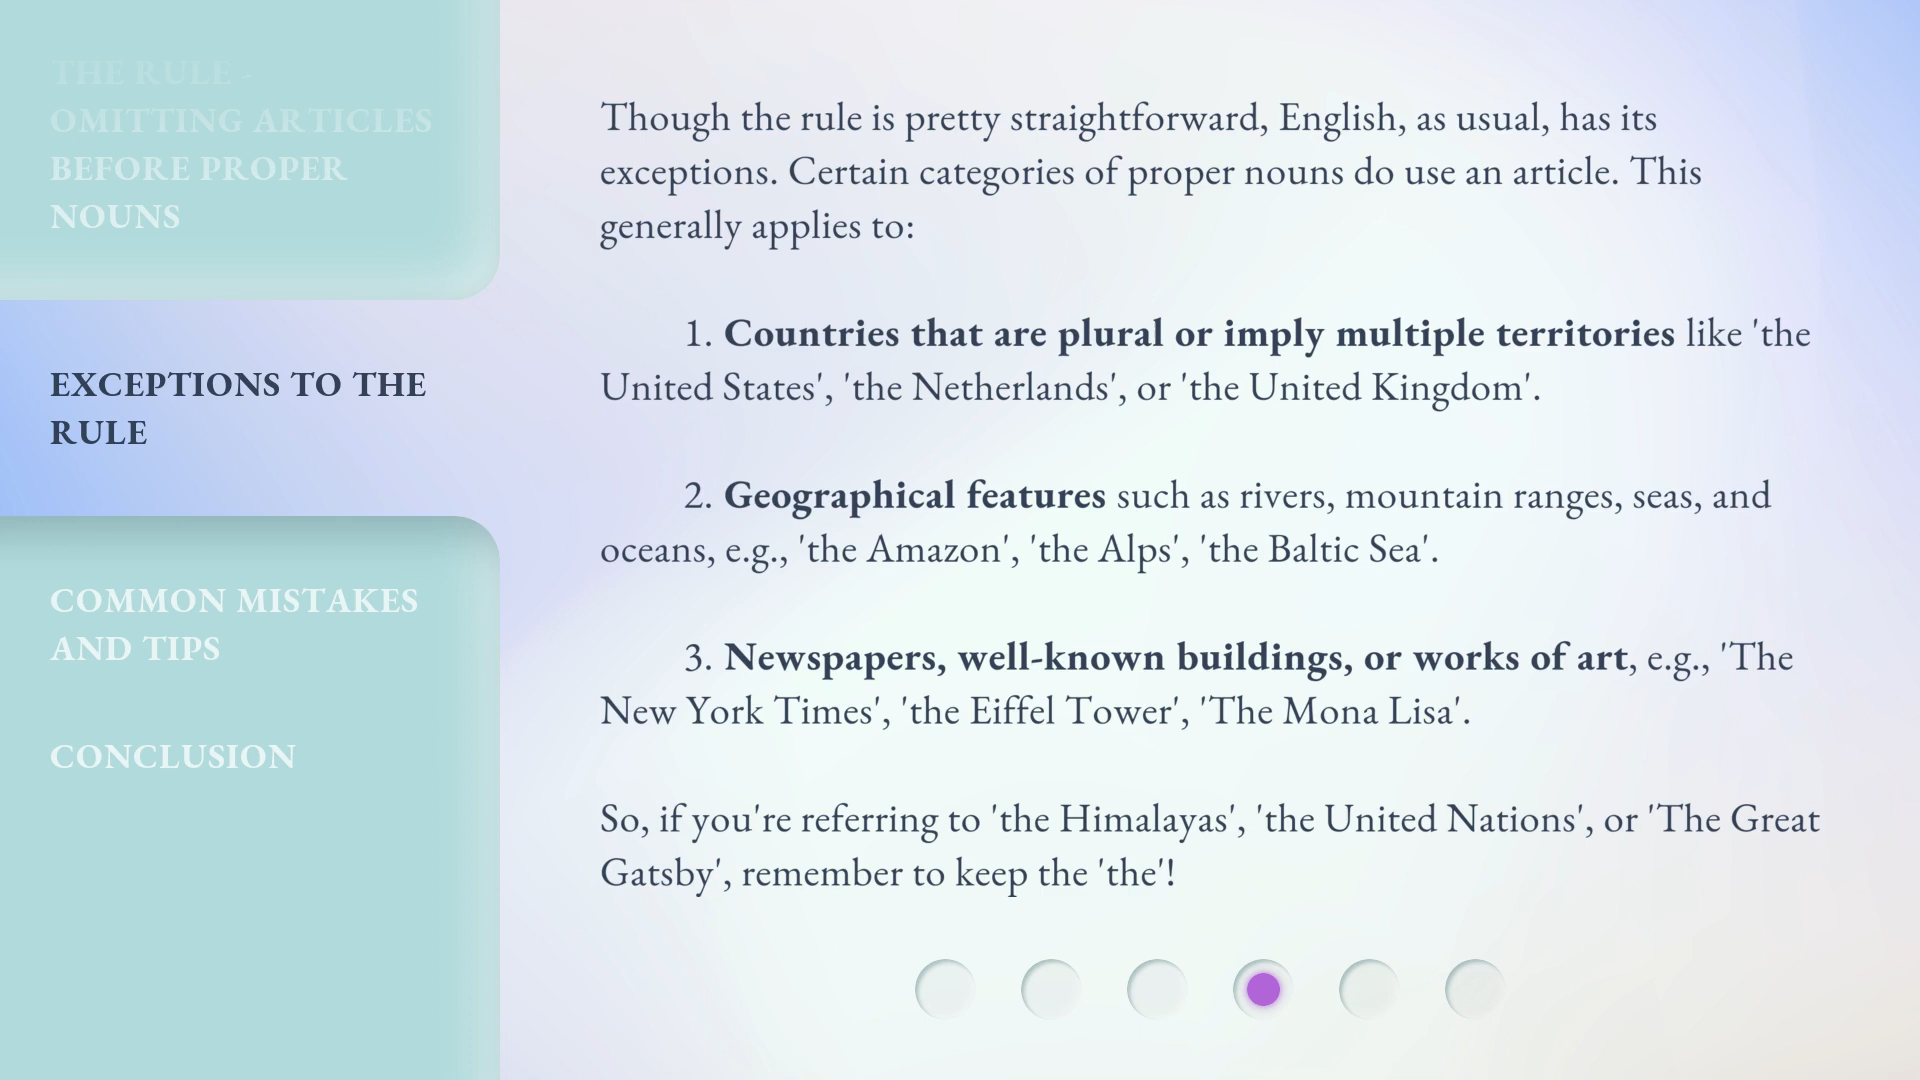 THE RULE -
OMITTING ARTICLES
BEFORE PROPER
NOUNS
EXCEPTIONS TO THE
RULE
COMMON MISTAKES
AND TIPS
CONCLUSION
Though the rule is pretty straightforward, English, as usual, has its
exceptions. Certain categories of proper nouns do use an article. This
generally applies to:
1. Countries that are plural or imply multiple territories like 'the
United States', 'the Netherlands', or 'the United Kingdom'.
2. Geographical features such as rivers, mountain ranges, seas, and
oceans, e.g., 'the Amazon', 'the Alps', 'the Baltic Sea'.
3. Newspapers, well-known buildings, or works of art, e.g., 'The
New York Times', 'the Eiffel Tower', 'The Mona Lisa'.
So, if you're referring to 'the Himalayas', 'the United Nations', or 'The Great
Gatsby', remember to keep the 'the'!